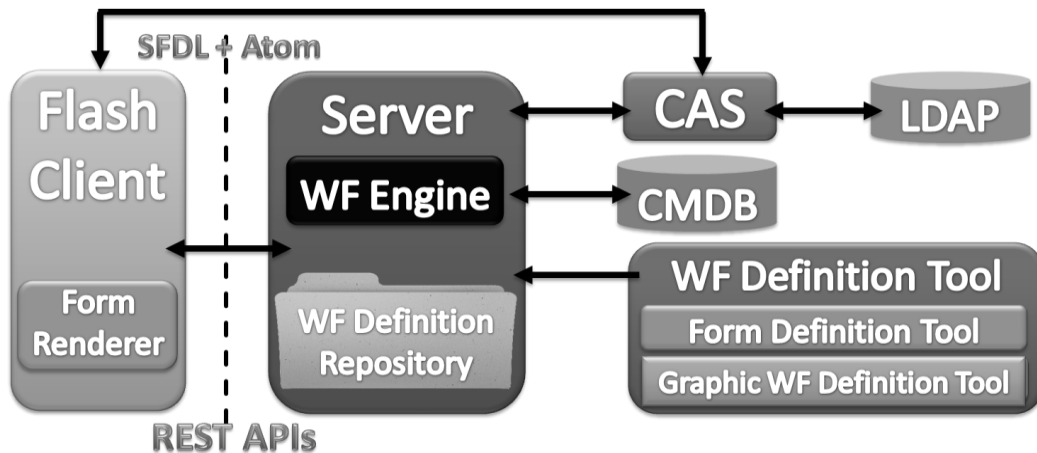 SFDL + Atom
Flash
Client
Form
Renderer
REST APIs
Server
WF Engine
WF Definition
Repository
CAS
LDAP
CMDB
WF Definition Tool
Form Definition Tool
Graphic WF Definition Tool